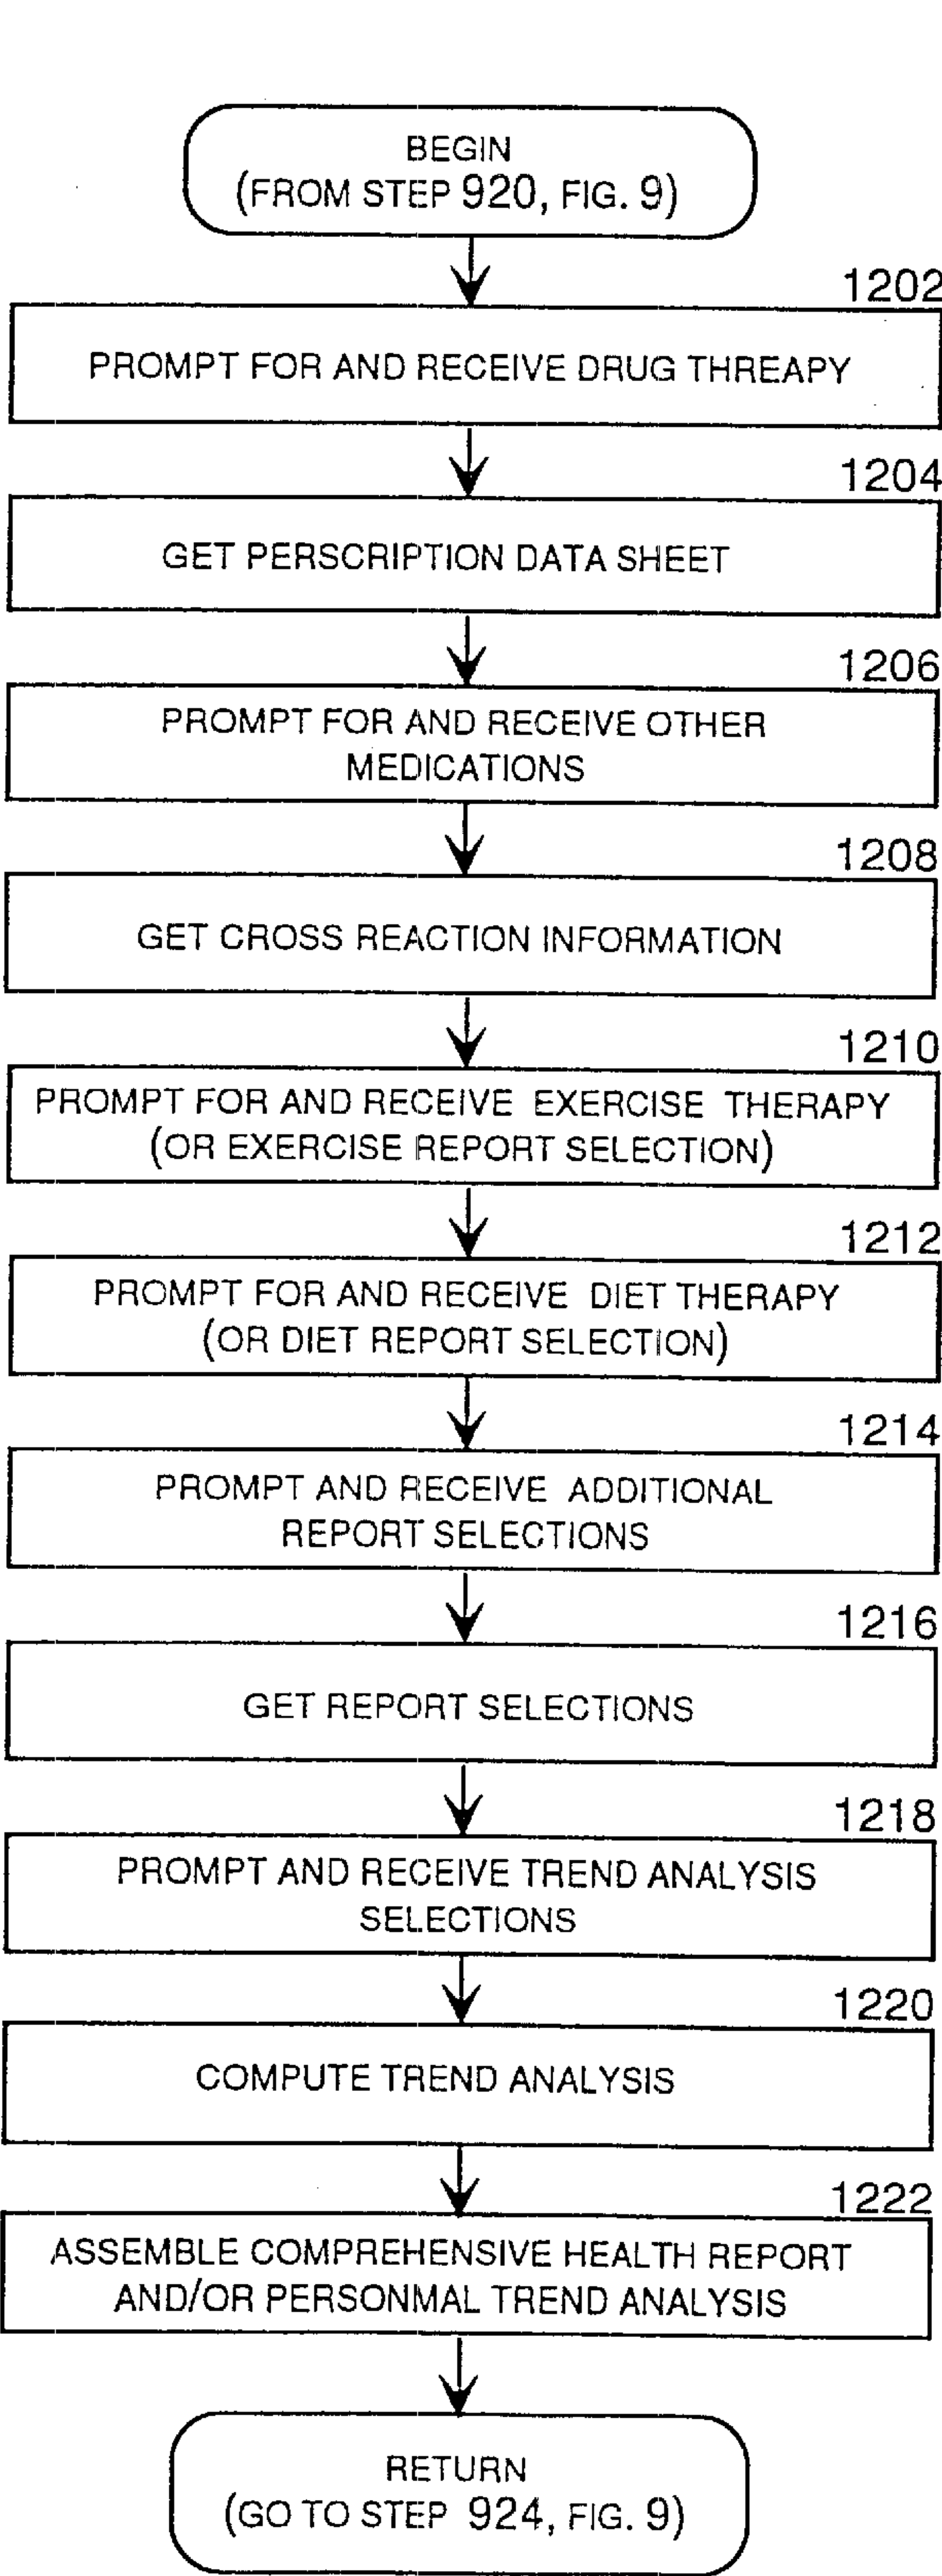 BEGIN
(FROM STEP 920, FIG. 9)
1202
PROMPT FOR AND RECEIVE DRUG THREAPY
1204
GET PERSCRIPTION DATA SHEET
1206
PROMPT FOR AND RECEIVE OTHER
MEDICATIONS
1208
GET CROSS REACTION INFORMATION
1210
PROMPT FOR AND RECEIVE EXERCISE THERAPY
(OR EXERCISE REPORT SELECTION)
1212
PROMPT FOR AND RECEIVE DIET THERAPY
(OR DIET REPORT SELECTION)
1214
PROMPT AND RECEIVE ADDITIONAL
REPORT SELECTIONS
1216
GET REPORT SELECTIONS
1218
PROMPT AND RECEIVE TREND ANALYSIS
SELECTIONS
1220
COMPUTE TREND ANALYSIS
1222
ASSEMBLE COMPREHENSIVE HEALTH REPORT
AND/OR PERSONMAL TREND ANALYSIS
RETURN
(GO TO STEP 924, FIG. 9)